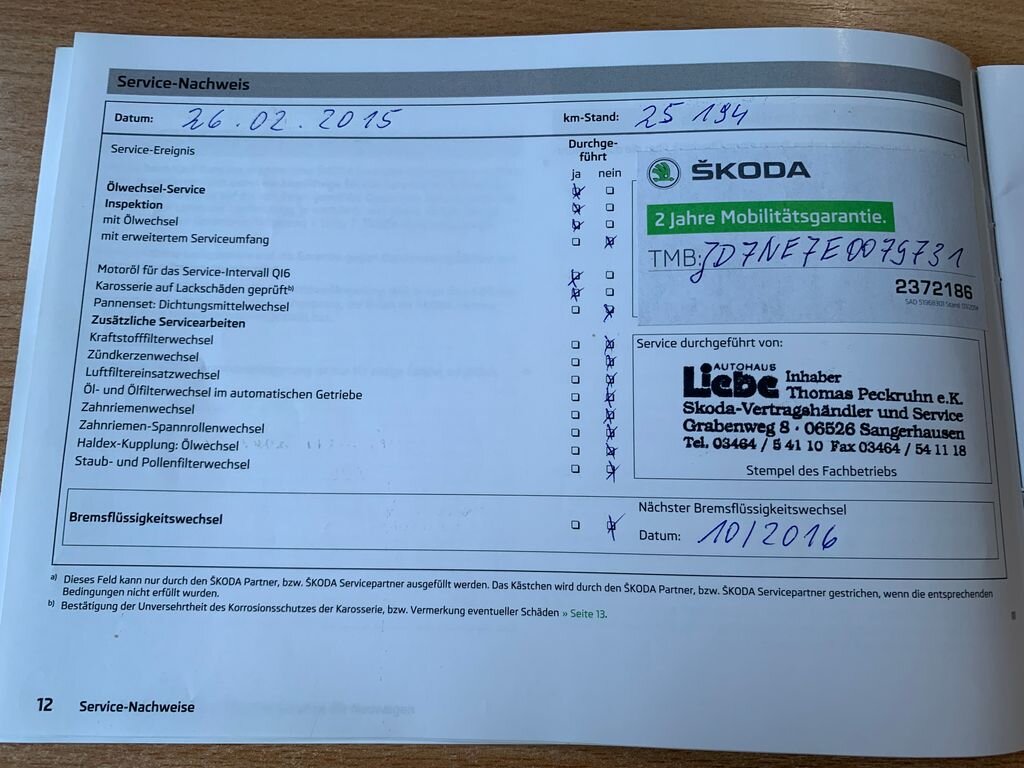 Service-Nachweis
Datum: 26.02.2015 km-Stand: 25 194
Service-Ereignis Durchge-
führt
ja nein
Ölwechsel-Service
Inspektion
mit Ölwechsel
mit erweitertem Serviceumfang
Motoröl für das Service-Intervall QI6
Karosserie auf Lackschäden geprüft b)
Pannenset: Dichtungsmittelwechsel
Zusätzliche Servicearbeiten
Kraftstofffilterwechsel
Zündkerzenwechsel
Luftfiltereinsatzwechsel
Öl- und Ölfilterwechsel im automatischen Getriebe
Zahnriemenwechsel
Zahnriemen-Spannrollenwechsel
Haldex-Kupplung: Ölwechsel
Staub- und Pollenfilterwechsel
ŠKODA
2 Jahre Mobilitätsgarantie.
TMB: JD7NE7E0079731
2372186
Service durchgeführt von:
AUTOHAUS
Liebe Inhaber
Thomas Peckruhn e.K.
Skoda-Vertragshändler und Service
Grabenweg 8 · 06526 Sangerhausen
Tel. 03464 / 5 41 10 Fax 03464 / 54 11 18
Stempel des Fachbetriebs
Bremsflüssigkeitswechsel
Nächster Bremsflüssigkeitswechsel
Datum: 10/2016
a) Dieses Feld kann nur durch den ŠKODA Partner, bzw. ŠKODA Servicepartner ausgefüllt werden. Das Kästchen wird durch den ŠKODA Partner, bzw. ŠKODA Servicepartner gestrichen, wenn die entsprechenden
Bedingungen nicht erfüllt wurden.
b) Bestätigung der Unversehrtheit des Korrosionsschutzes der Karosserie, bzw. Vermerkung eventueller Schäden » Seite 13.
12 Service-Nachweise